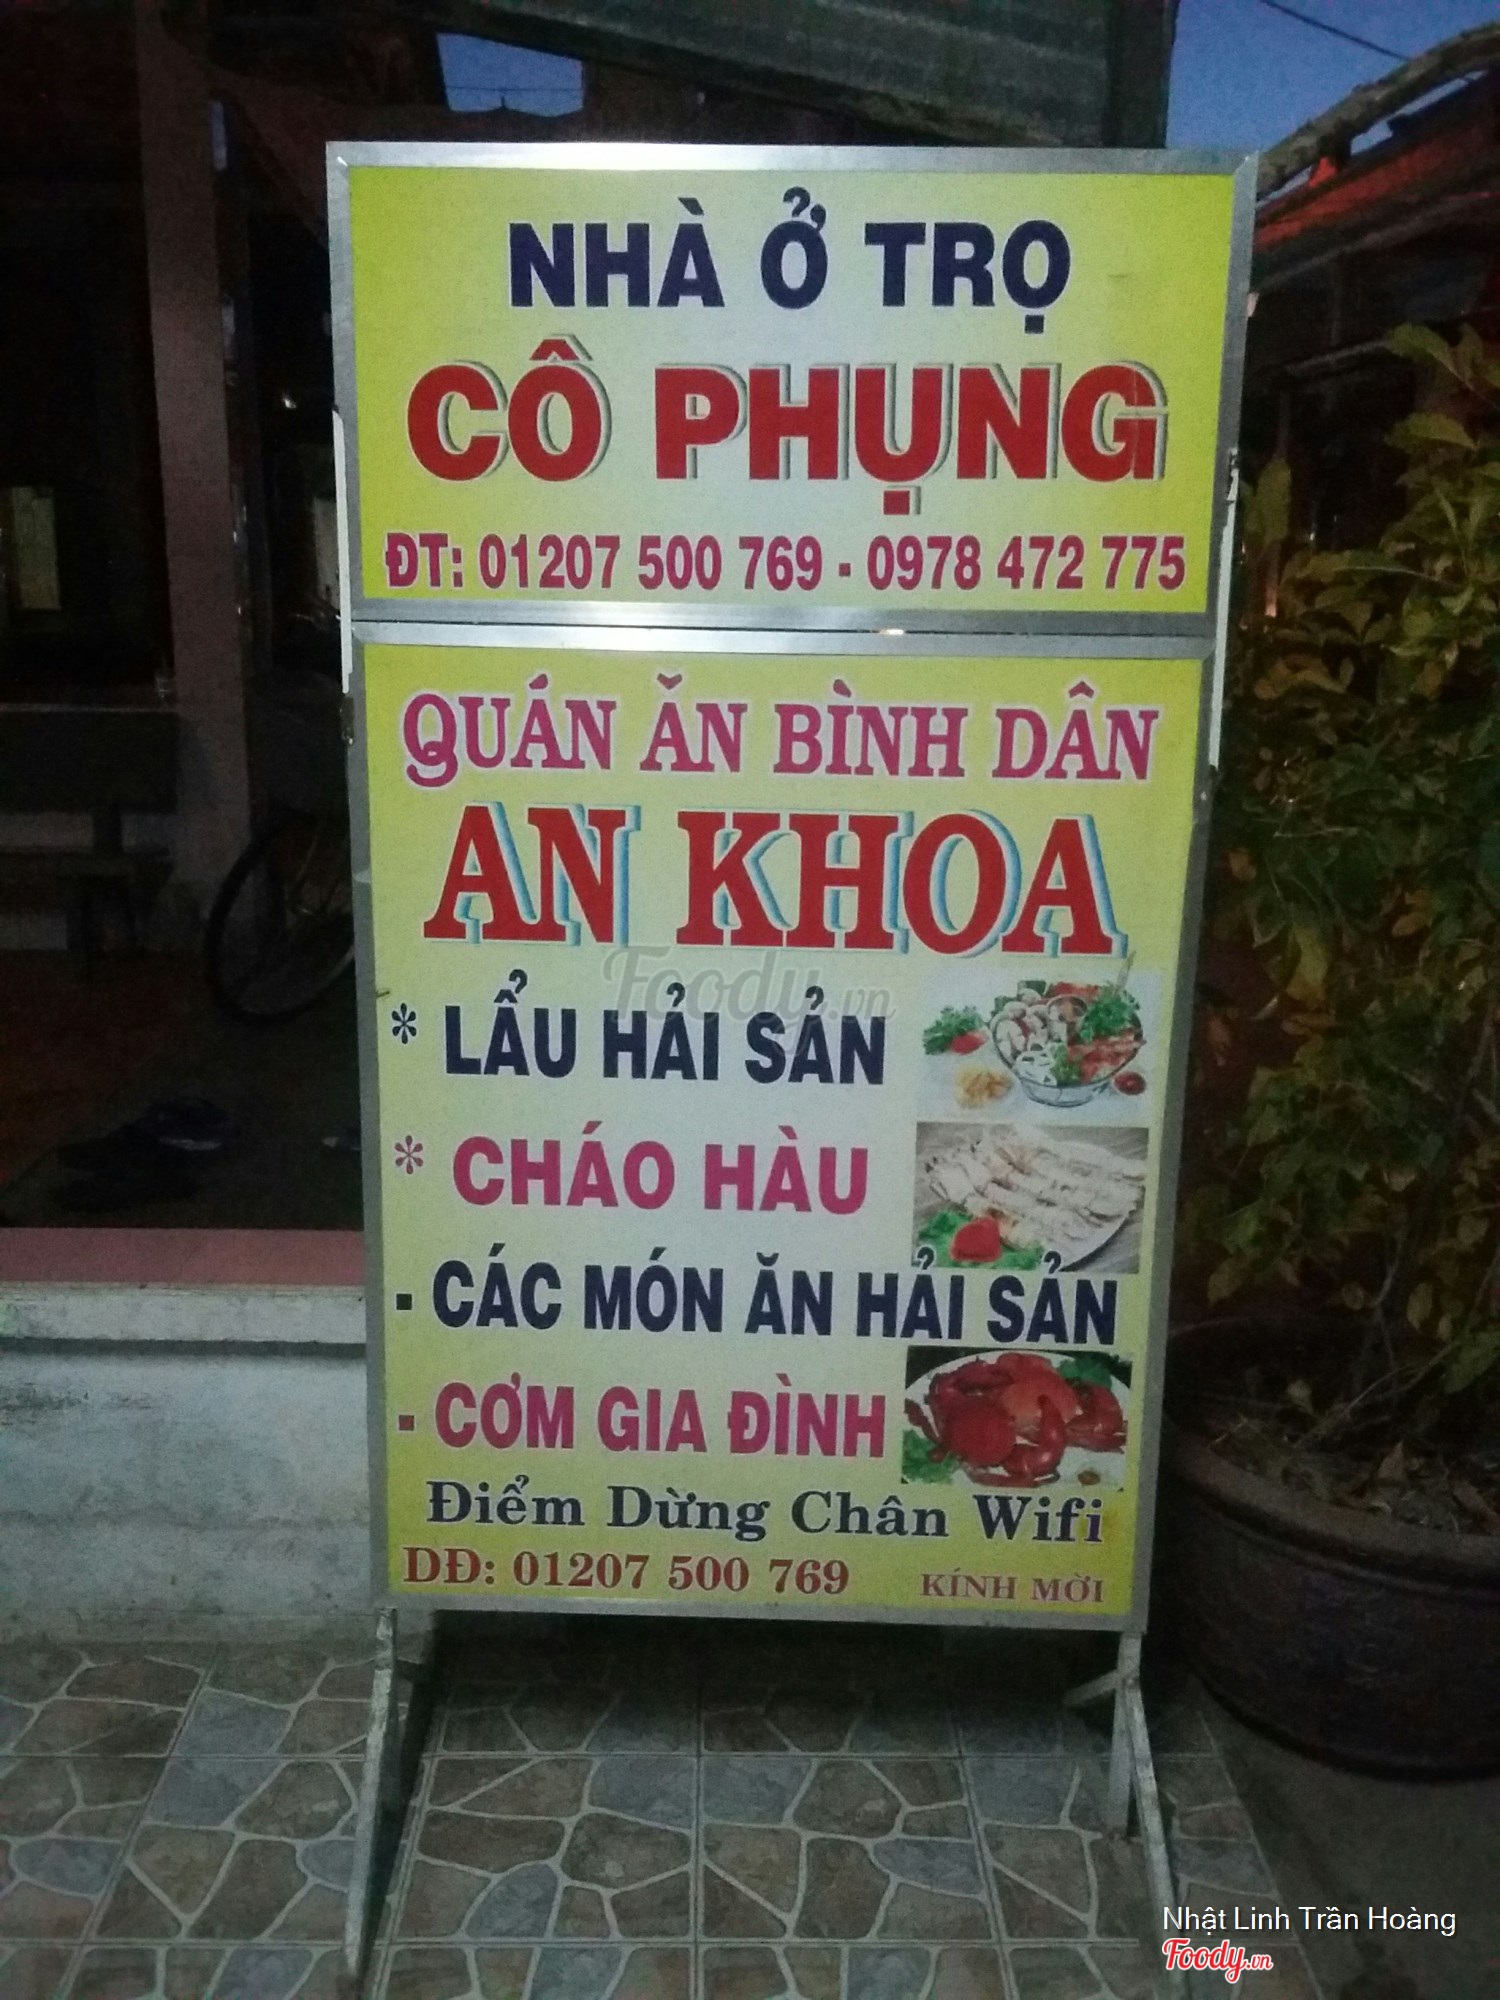 NHÀ Ở TRỌ
CÔ PHỤNG
ĐT: 01207 500 769 - 0978 472 775
QUÁN ĂN BÌNH DÂN
AN KHOA
* LẨU HẢI SẢN
* CHÁO HÀU
- CÁC MÓN ĂN HẢI SẢN
- CƠM GIA ĐÌNH
Điểm Dừng Chân Wifi
DĐ: 01207 500 769 KÍNH MỜI
Foody.vn
Nhật Linh Trần Hoàng
Foody.vn